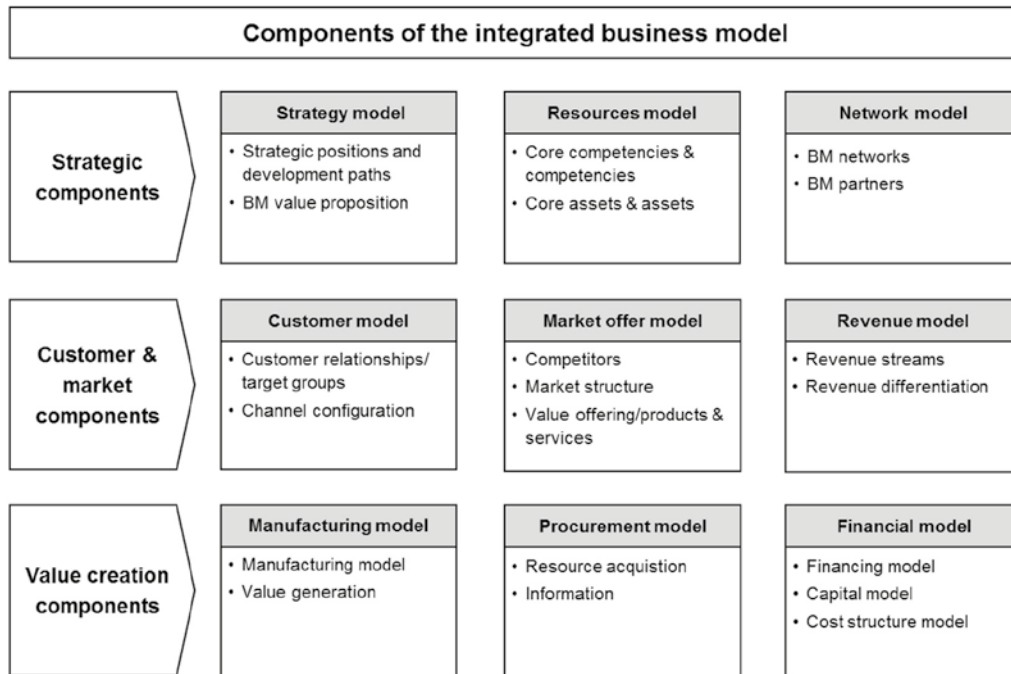 Components of the integrated business model
Strategic
components
Strategy model
• Strategic positions and
development paths
• BM value proposition
Resources model
• Core competencies &
competencies
• Core assets & assets
Network model
• BM networks
• BM partners
Customer &
market
components
Customer model
• Customer relationships/
target groups
• Channel configuration
Market offer model
• Competitors
• Market structure
• Value offering/products &
services
Revenue model
• Revenue streams
• Revenue differentiation
Value creation
components
Manufacturing model
• Manufacturing model
• Value generation
Procurement model
• Resource acquistion
• Information
Financial model
• Financing model
• Capital model
• Cost structure model